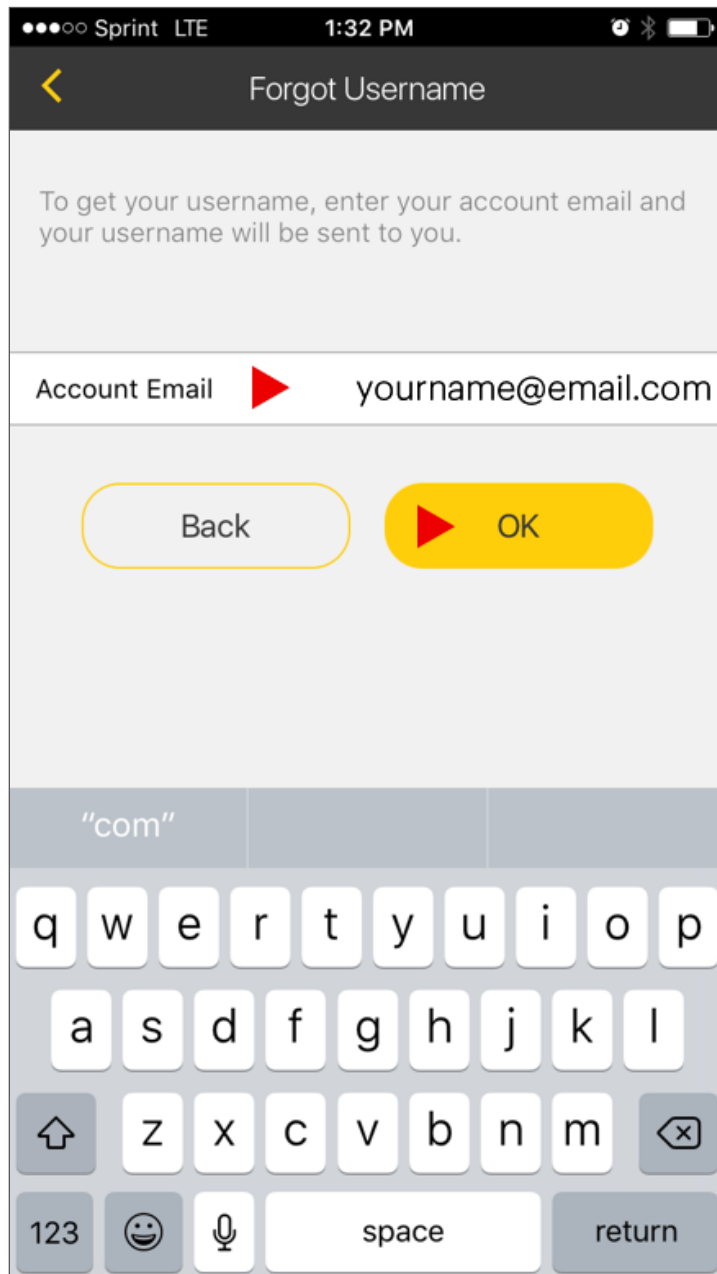 Sprint LTE 1:32 PM
Forgot Username
To get your username, enter your account email and
your username will be sent to you.
Account Email yourname@email.com
Back OK
“com”
q w e r t y u i o p
a s d f g h j k l
z x c v b n m
123 space return